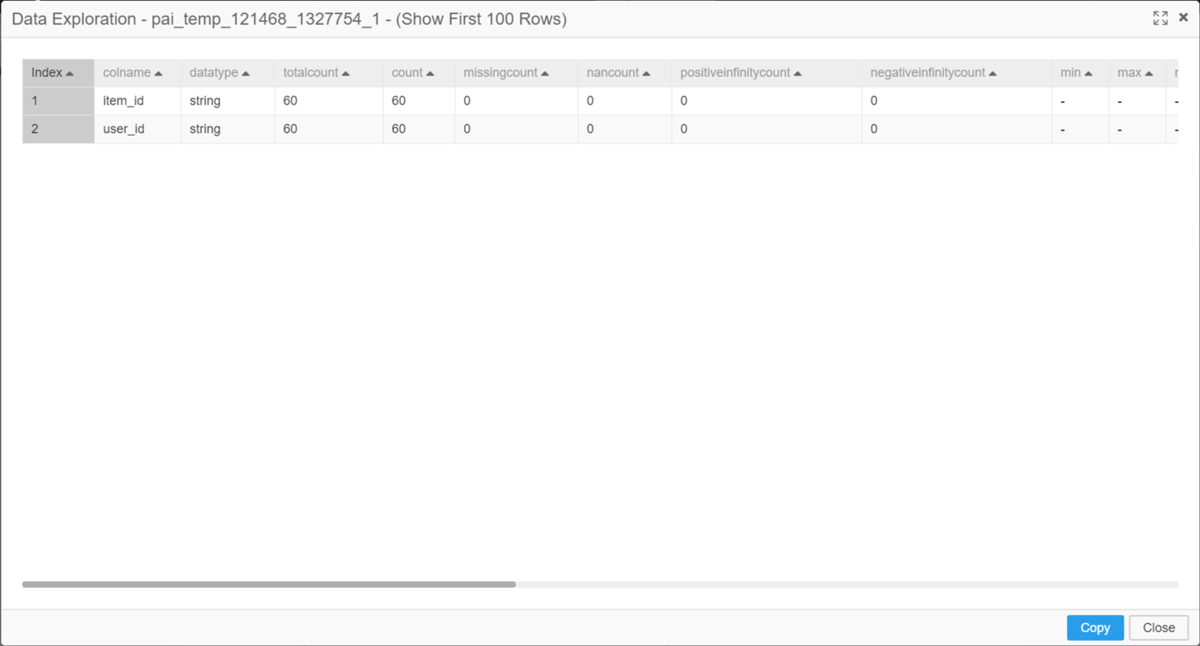 Data Exploration - pai_temp_121468_1327754_1 - (Show First 100 Rows)
Index colname datatype totalcount count missingcount nancount positiveinfinitycount negativeinfinitycount min max
1 item_id string 60 60 0 0 0 0 - - -
2 user_id string 60 60 0 0 0 0 - - -
Copy Close